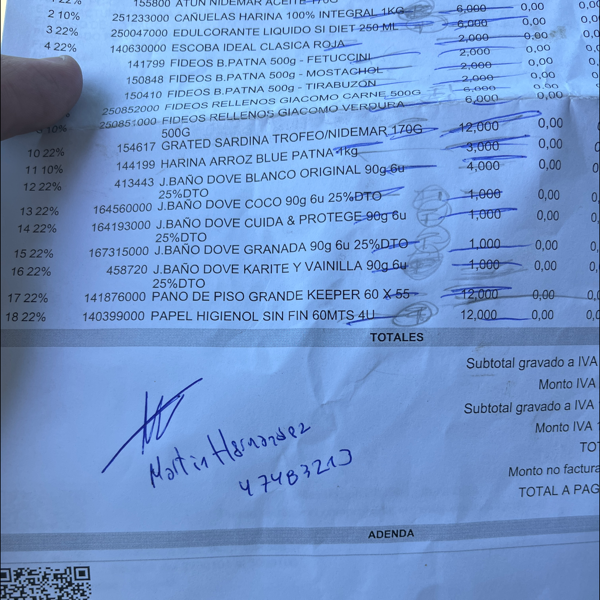 155800 ATUN NIDEMAR ACEITE 170G
2 10% 251233000 CAÑUELAS HARINA 100% INTEGRAL 1KG 6,000 0,00
3 22% 250047000 EDULCORANTE LIQUIDO SI DIET 250 ML 6,000 0,00
4 22% 140630000 ESCOBA IDEAL CLASICA ROJA 2,000 0,00
141799 FIDEOS B.PATNA 500g - FETUCCINI 2,000 0,00
150848 FIDEOS B.PATNA 500g - MOSTACHOL 2,000 0,00
150410 FIDEOS B.PATNA 500g - TIRABUZON 2,000 0,00
250852000 FIDEOS RELLENOS GIACOMO CARNE 500G 6,000 0,00
10% 250851000 FIDEOS RELLENOS GIACOMO VERDURA 6,000 0,00
500G
10 22% 154617 GRATED SARDINA TROFEO/NIDEMAR 170G 12,000 0,00
11 10% 144199 HARINA ARROZ BLUE PATNA 1kg 3,000 0,00
12 22% 413443 J.BAÑO DOVE BLANCO ORIGINAL 90g 6u 4,000 0,00
25%DTO
13 22% 164560000 J.BAÑO DOVE COCO 90g 6u 25%DTO 1,000 0,00
14 22% 164193000 J.BAÑO DOVE CUIDA & PROTEGE 90g 6u 1,000 0,00
25%DTO
15 22% 167315000 J.BAÑO DOVE GRANADA 90g 6u 25%DTO 1,000 0,00
16 22% 458720 J.BAÑO DOVE KARITE Y VAINILLA 90g 6u 1,000 0,00
25%DTO
17 22% 141876000 PANO DE PISO GRANDE KEEPER 60 X 55 12,000 0,00
18 22% 140399000 PAPEL HIGIENOL SIN FIN 60MTS 4U 12,000 0,00
TOTALES
Subtotal gravado a IVA
Monto IVA
Subtotal gravado a IVA
Monto IVA
Monto no factura
TOTAL A PAG
Martin Hernandez
ADENDA